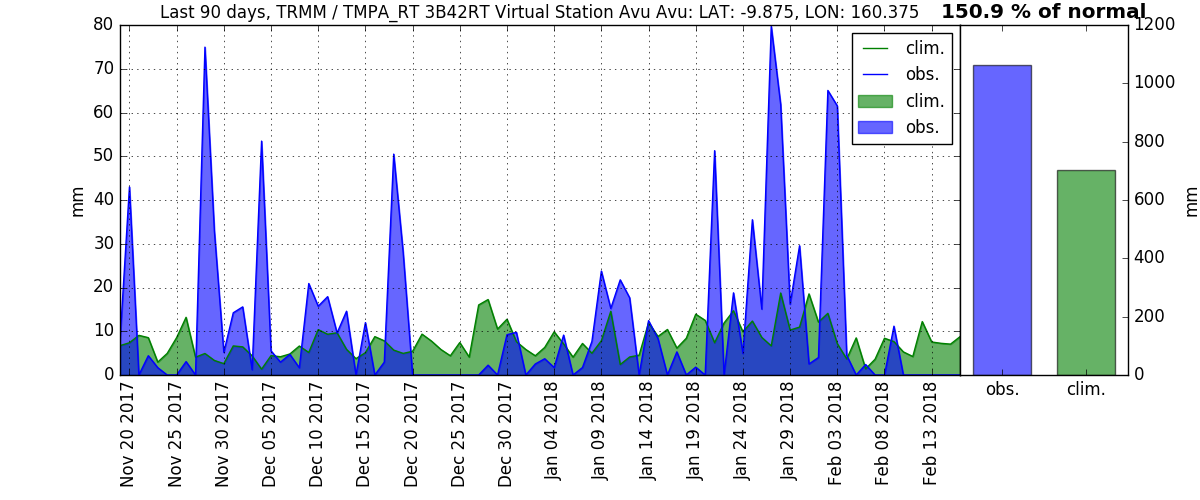 Last 90 days, TRMM / TMPA_RT 3B42RT Virtual Station Avu Avu: LAT: -9.875, LON: 160.375
150.9 % of normal
80
70
60
50
40
30
20
10
0
mm
clim.
obs.
clim.
obs.
1200
1000
800
600
400
200
0
mm
obs.
clim.
Nov 20 2017
Nov 25 2017
Nov 30 2017
Dec 05 2017
Dec 10 2017
Dec 15 2017
Dec 20 2017
Dec 25 2017
Dec 30 2017
Jan 04 2018
Jan 09 2018
Jan 14 2018
Jan 19 2018
Jan 24 2018
Jan 29 2018
Feb 03 2018
Feb 08 2018
Feb 13 2018